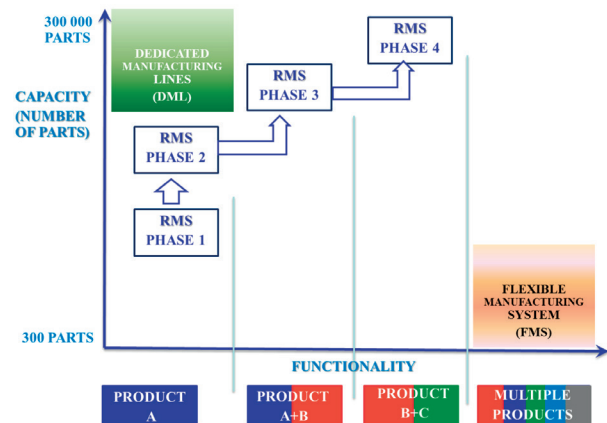 300 000
PARTS
CAPACITY
(NUMBER
OF PARTS)
DEDICATED
MANUFACTURING
LINES
(DML)
RMS
PHASE 4
RMS
PHASE 3
RMS
PHASE 2
RMS
PHASE 1
FLEXIBLE
MANUFACTURING
SYSTEM
(FMS)
300 PARTS
FUNCTIONALITY
PRODUCT
A
PRODUCT
A+B
PRODUCT
B+C
MULTIPLE
PRODUCTS